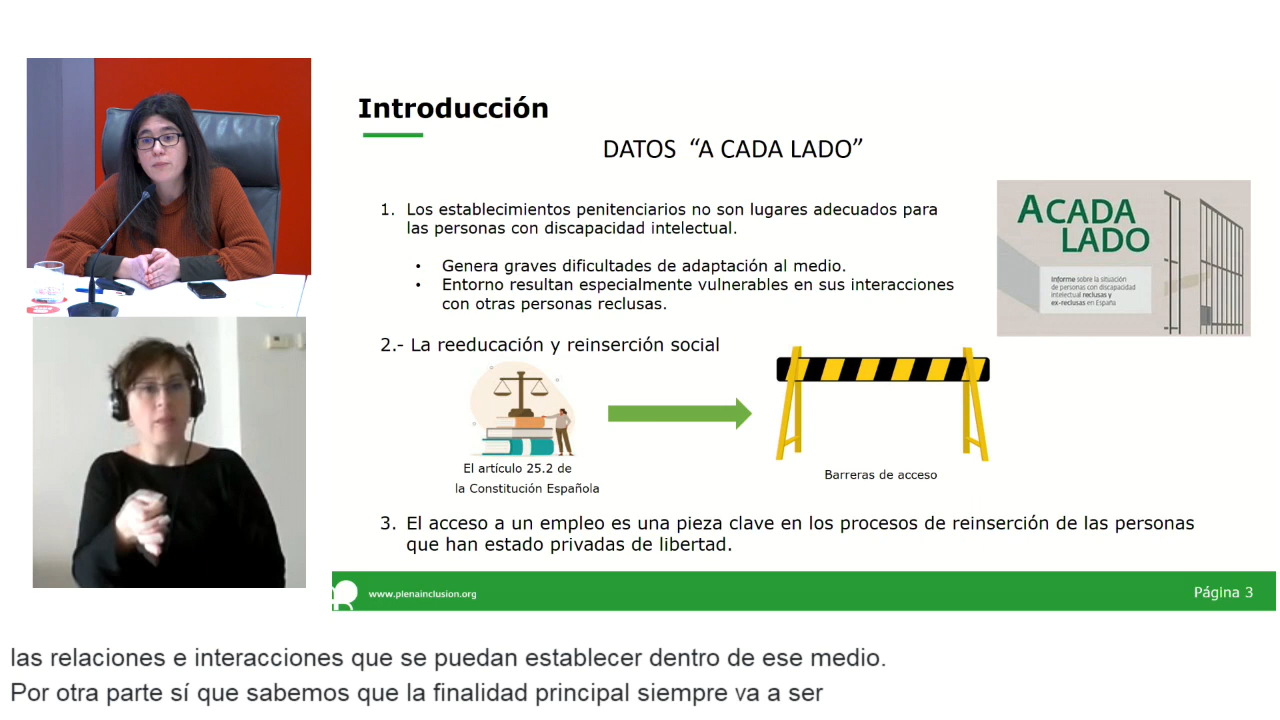 Introducción
DATOS “A CADA LADO”
1. Los establecimientos penitenciarios no son lugares adecuados para
las personas con discapacidad intelectual.
• Genera graves dificultades de adaptación al medio.
• Entorno resultan especialmente vulnerables en sus interacciones
con otras personas reclusas.
A CADA
LADO
Informe sobre la situación
de personas con discapacidad
intelectual reclusas y
ex-reclusas en España
2.- La reeducación y reinserción social
El artículo 25.2 de
la Constitución Española
Barreras de acceso
3. El acceso a un empleo es una pieza clave en los procesos de reinserción de las personas
que han estado privadas de libertad.
www.plenainclusion.org
Página 3
las relaciones e interacciones que se puedan establecer dentro de ese medio.
Por otra parte sí que sabemos que la finalidad principal siempre va a ser